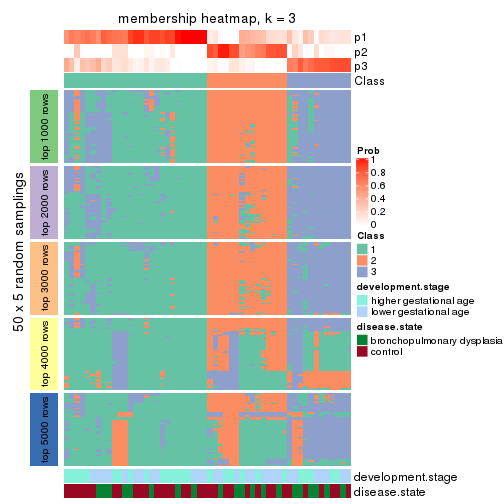 membership heatmap, k = 3
p1
p2
p3
Class
50 x 5 random samplings
top 1000 rows
top 2000 rows
top 3000 rows
top 4000 rows
top 5000 rows
Prob
1
0.8
0.6
0.4
0.2
0
Class
1
2
3
development.stage
higher gestational age
lower gestational age
disease.state
bronchopulmonary dysplasia
control
development.stage
disease.state